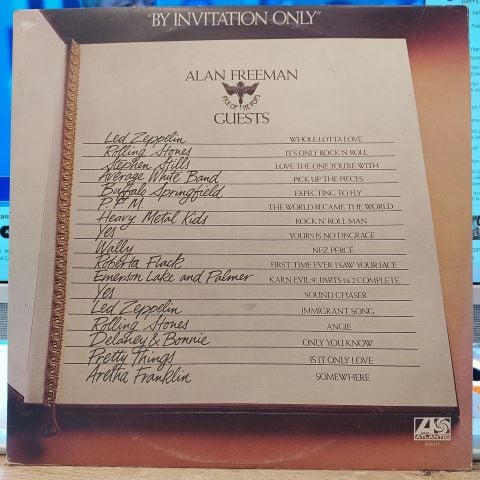 "BY INVITATION ONLY"
ALAN FREEMAN
PICK OF THE POPS
GUESTS
Led Zeppelin WHOLE LOTTA LOVE
Rolling Stones IT'S ONLY ROCK N ROLL
Stephen Stills LOVE THE ONE YOU'RE WITH
Average White Band PICK UP THE PIECES
Buffalo Springfield EXPECTING TO FLY
P.F.M. THE WORLD BECAME THE WORLD
Heavy Metal Kids ROCK N ROLL MAN
Yes YOURS IS NO DISGRACE
Wally NEZ PERCÉ
Roberta Flack FIRST TIME EVER I SAW YOUR FACE
Emerson Lake and Palmer KARN EVIL 9: PARTS 1 & 2 COMPLETE
Yes SOUND CHASER
Led Zeppelin IMMIGRANT SONG
Rolling Stones ANGIE
Delaney & Bonnie ONLY YOU KNOW
Pretty Things IS IT ONLY LOVE
Aretha Franklin SOMEWHERE
ATLANTIC